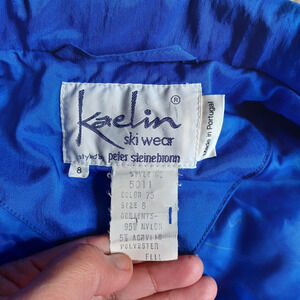 Kaelin ®
ski wear
styled by peter steinebronn
8
Made in Portugal
STYLE NO
5011
COLOR 75
SIZE 8
95% NYLON
5% ACRYLIC
POLYESTER
FILL